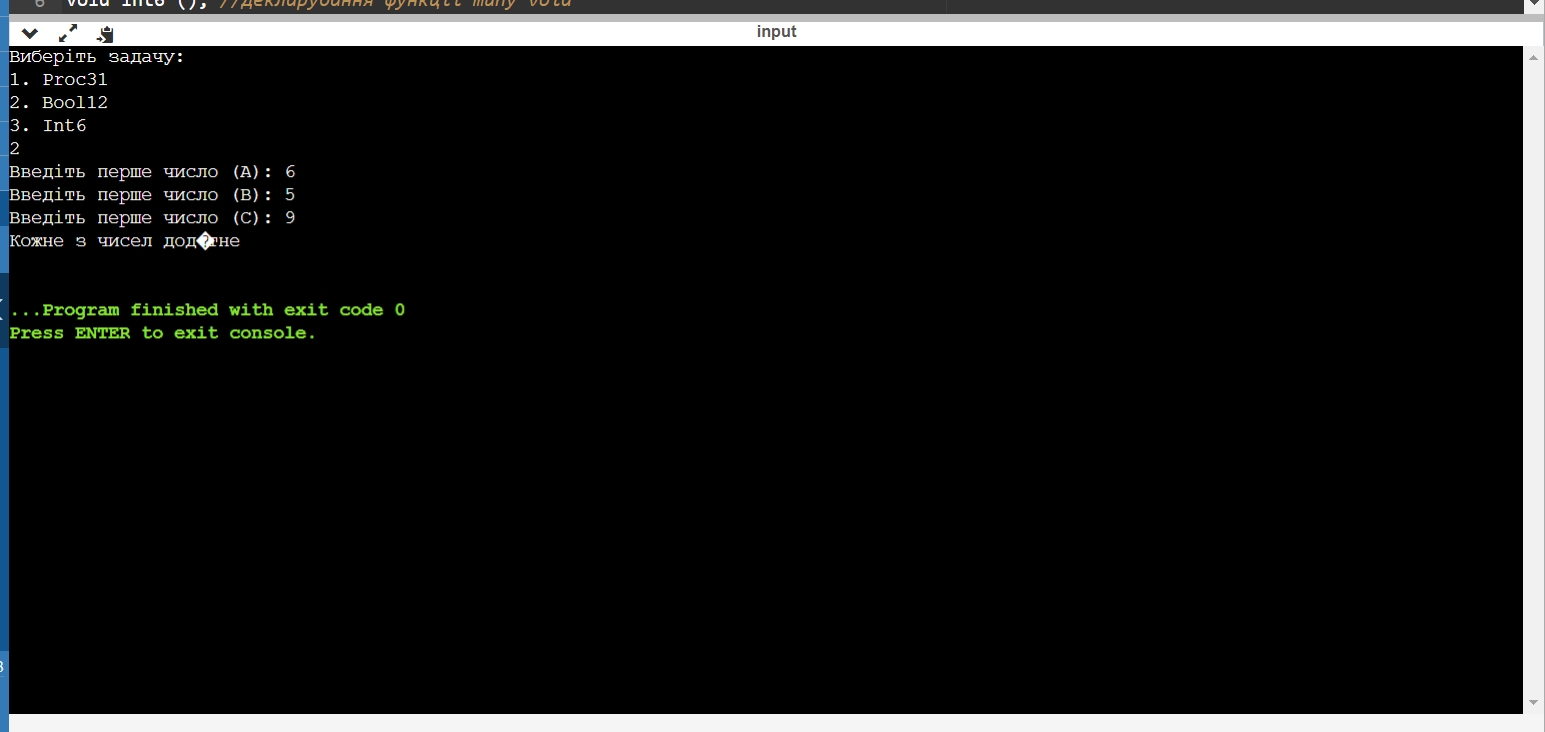 6 void int6 (); //декларування функції типу void
input
Виберіть задачу:
1. Proc31
2. Bool12
3. Int6
2
Введіть перше число (A): 6
Введіть перше число (B): 5
Введіть перше число (C): 9
Кожне з чисел дод�тне
...Program finished with exit code 0
Press ENTER to exit console.